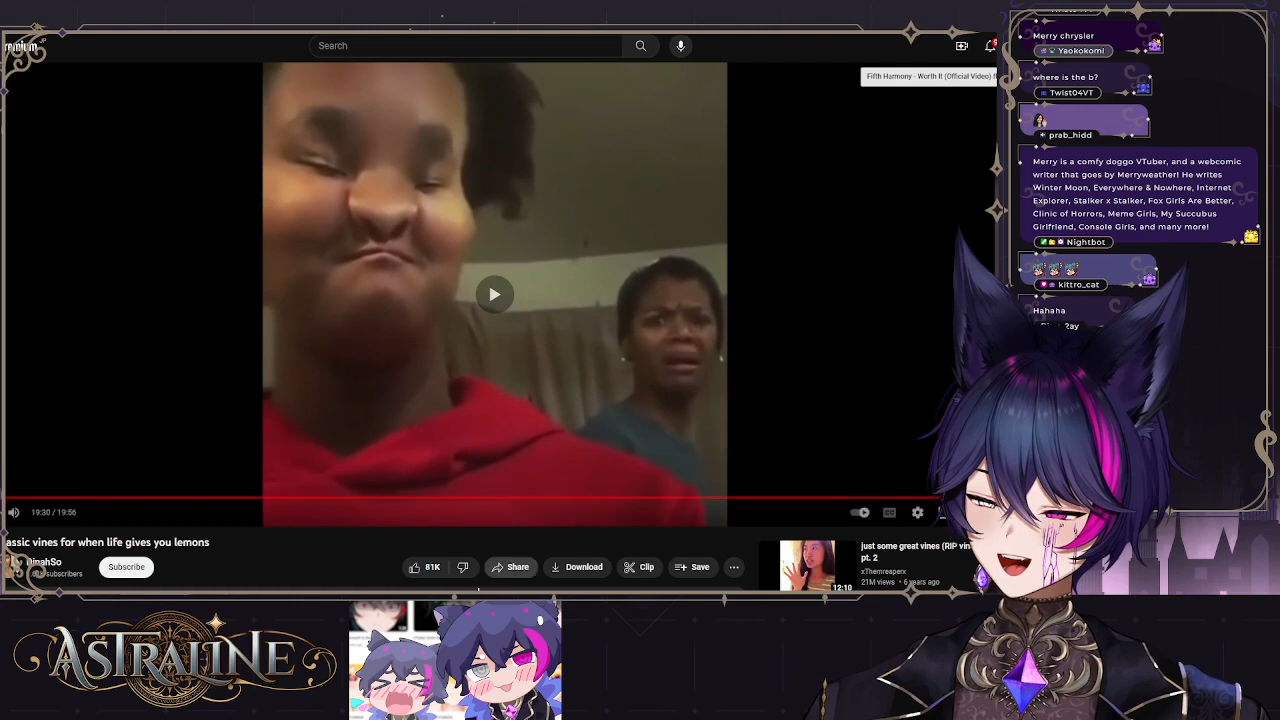 remium JP
Search
Fifth Harmony - Worth It (Official Video) f
19:30 / 19:56
assic vines for when life gives you lemons
DinahSo
subscribers
Subscribe
81K
Share
Download
Clip
Save
just some great vines (RIP vin
pt. 2
xThemreaperx
21M views • 6 years ago
12:10
Merry chrysler
Yaokokomi
where is the b?
Twist04VT
prab_hidd
Merry is a comfy doggo VTuber, and a webcomic
writer that goes by Merryweather! He writes
Winter Moon, Everywhere & Nowhere, Internet
Explorer, Stalker x Stalker, Fox Girls Are Better,
Clinic of Horrors, Meme Girls, My Succubus
Girlfriend, Console Girls, and many more!
Nightbot
kittro_cat
Hahaha
ASTRALINE